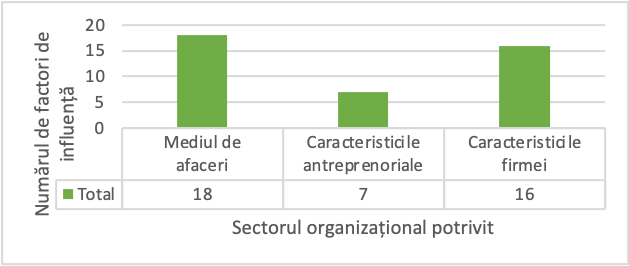 Numărul de factori de
influență
20
15
10
5
0
Mediul de
afaceri
Caracteristicile
antreprenoriale
Caracteristicile
firmei
Total 18 7 16
Sectorul organizațional potrivit